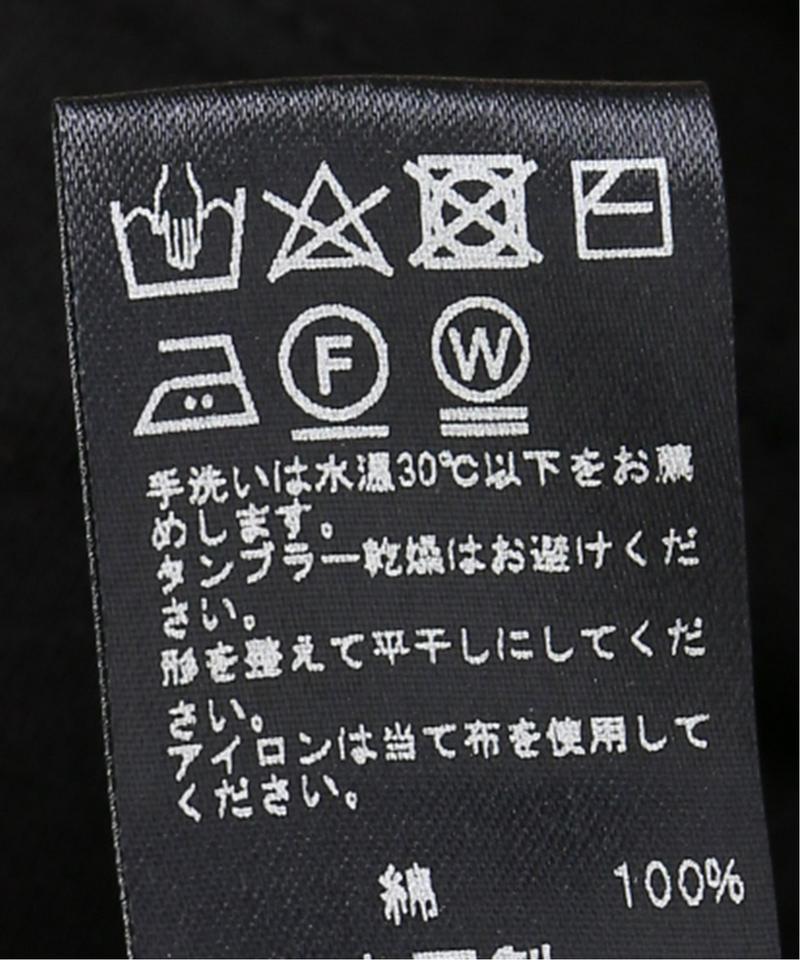 F W
手洗いは水温30℃以下をお薦
めします。
タンブラー乾燥はお避けくだ
さい。
形を整えて平干しにしてくだ
さい。
アイロンは当て布を使用して
ください。
綿 100%